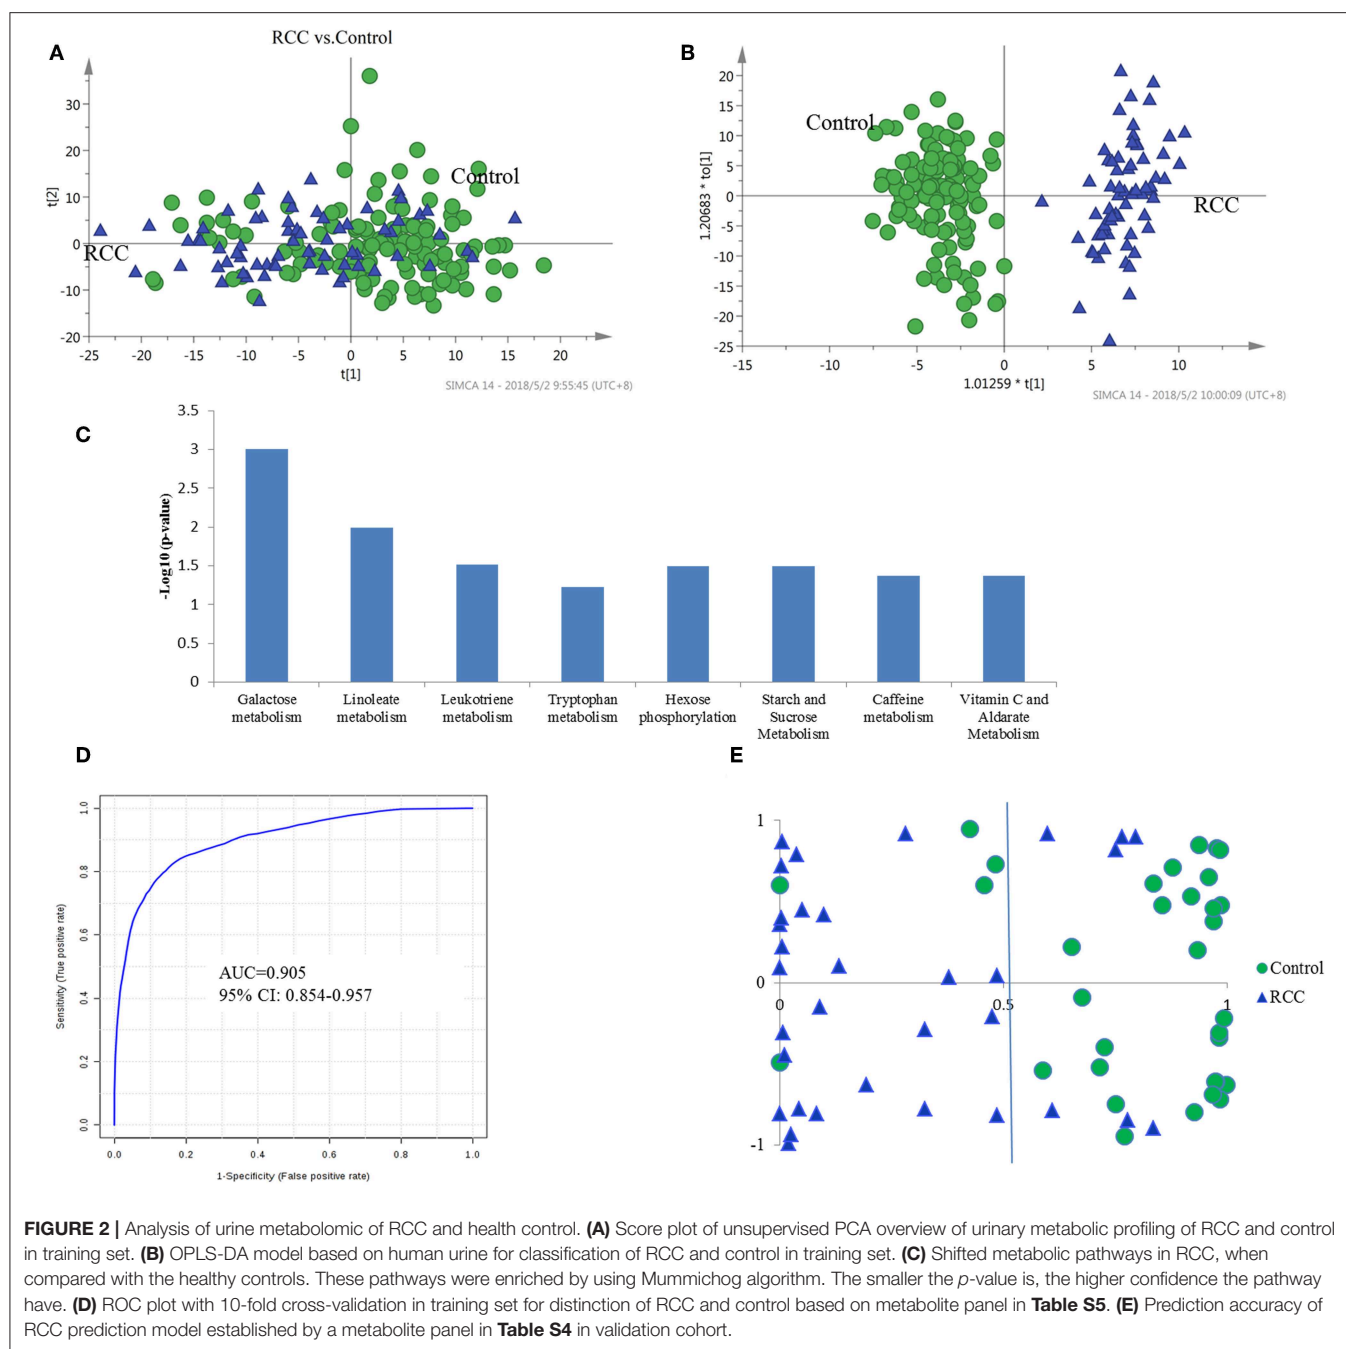 A
RCC vs.Control
t[2]
30
20
10
0
-10
-20
Control
RCC
-25 -20 -15 -10 -5 0 5 10 15 20
t[1]
SIMCA 14 - 2018/5/2 9:55:45 (UTC+8)
B
1.20683 * to[1]
20
15
10
5
0
-5
-10
-15
-20
-25
Control
RCC
-15 -10 -5 0 5 10
1.01259 * t[1]
SIMCA 14 - 2018/5/2 10:00:09 (UTC+8)
C
-Log10 (p-value)
3.5
3
2.5
2
1.5
1
0.5
0
Galactose metabolism
Linoleate metabolism
Leukotriene metabolism
Tryptophan metabolism
Hexose phosphorylation
Starch and Sucrose Metabolism
Caffeine metabolism
Vitamin C and Aldarate Metabolism
D
Sensitivity (True positive rate)
1.0
0.8
0.6
0.4
0.2
0.0
AUC=0.905
95% CI: 0.854-0.957
0.0 0.2 0.4 0.6 0.8 1.0
1-Specificity (False positive rate)
E
1
0
-1
0 0.5 1
Control
RCC
FIGURE 2 | Analysis of urine metabolomic of RCC and health control. (A) Score plot of unsupervised PCA overview of urinary metabolic profiling of RCC and control
in training set. (B) OPLS-DA model based on human urine for classification of RCC and control in training set. (C) Shifted metabolic pathways in RCC, when
compared with the healthy controls. These pathways were enriched by using Mummichog algorithm. The smaller the p-value is, the higher confidence the pathway
have. (D) ROC plot with 10-fold cross-validation in training set for distinction of RCC and control based on metabolite panel in Table S5. (E) Prediction accuracy of
RCC prediction model established by a metabolite panel in Table S4 in validation cohort.